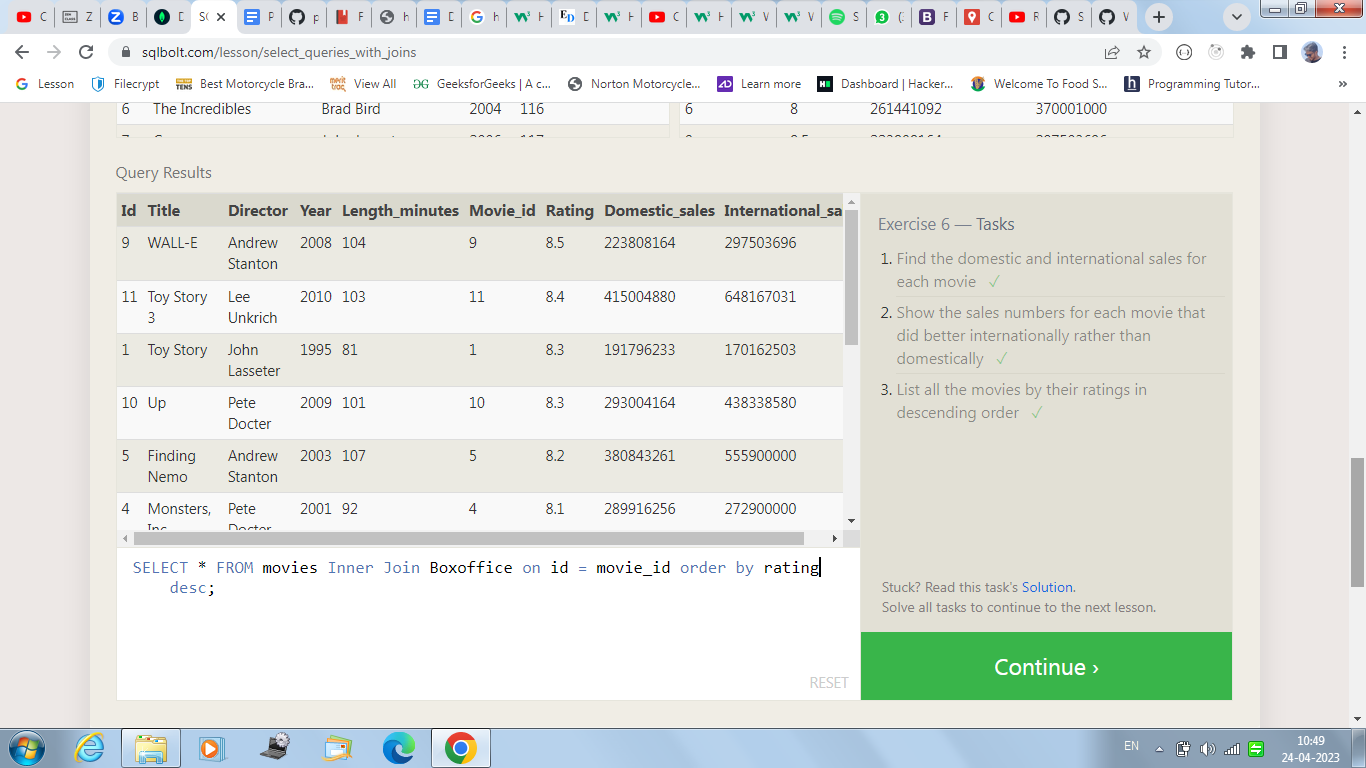 C
Z
B
D
SQ
P
p
F
h
D
G
h
H
E
D
H
C
H
V
V
S
(2
F
C
R
S
V
sqlbolt.com/lesson/select_queries_with_joins
Lesson
Filecrypt
Best Motorcycle Bra...
View All
GeeksforGeeks | A c...
Norton Motorcycle...
Learn more
Dashboard | Hacker...
Welcome To Food S...
Programming Tutor...
»
6 The Incredibles Brad Bird 2004 116
6 8 261441092 370001000
Query Results
Id Title Director Year Length_minutes Movie_id Rating Domestic_sales International_sa
9 WALL-E Andrew Stanton 2008 104 9 8.5 223808164 297503696
11 Toy Story 3 Lee Unkrich 2010 103 11 8.4 415004880 648167031
1 Toy Story John Lasseter 1995 81 1 8.3 191796233 170162503
10 Up Pete Docter 2009 101 10 8.3 293004164 438338580
5 Finding Nemo Andrew Stanton 2003 107 5 8.2 380843261 555900000
4 Monsters, Inc Pete Docter 2001 92 4 8.1 289916256 272900000
SELECT * FROM movies Inner Join Boxoffice on id = movie_id order by rating
desc;
RESET
Exercise 6 — Tasks
1. Find the domestic and international sales for
each movie ✓
2. Show the sales numbers for each movie that
did better internationally rather than
domestically ✓
3. List all the movies by their ratings in
descending order ✓
Stuck? Read this task's Solution.
Solve all tasks to continue to the next lesson.
Continue ›
EN
10:49
24-04-2023